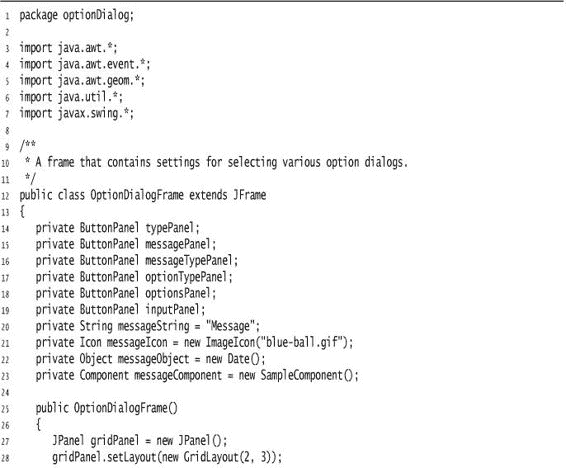 1 package optionDialog;
2
3 import java.awt.*;
4 import java.awt.event.*;
5 import java.awt.geom.*;
6 import java.util.*;
7 import javax.swing.*;
8
9 /**
10  * A frame that contains settings for selecting various option dialogs.
11  */
12 public class OptionDialogFrame extends JFrame
13 {
14    private ButtonPanel typePanel;
15    private ButtonPanel messagePanel;
16    private ButtonPanel messageTypePanel;
17    private ButtonPanel optionTypePanel;
18    private ButtonPanel optionsPanel;
19    private ButtonPanel inputPanel;
20    private String messageString = "Message";
21    private Icon messageIcon = new ImageIcon("blue-ball.gif");
22    private Object messageObject = new Date();
23    private Component messageComponent = new SampleComponent();
24
25    public OptionDialogFrame()
26    {
27       JPanel gridPanel = new JPanel();
28       gridPanel.setLayout(new GridLayout(2, 3));